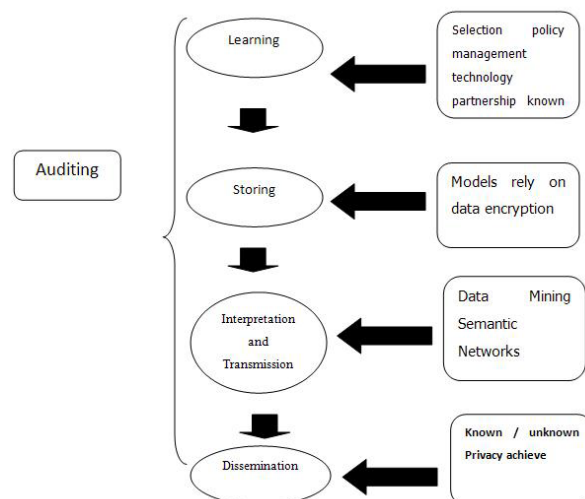 Learning
Selection policy
management
technology
partnership known
Auditing
Storing
Models rely on
data encryption
Interpretation
and
Transmission
Data Mining
Semantic
Networks
Dissemination
Known / unknown
Privacy achieve